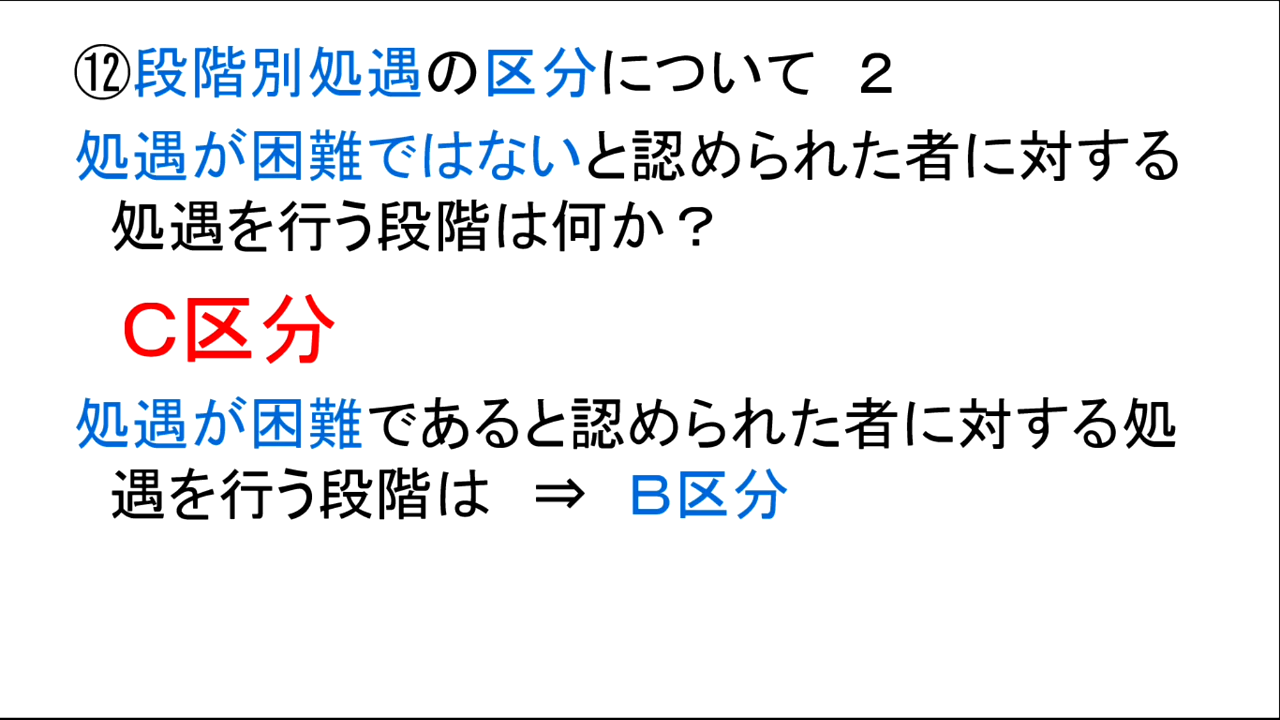 ⑫段階別処遇の区分について　２
処遇が困難ではないと認められた者に対する
処遇を行う段階は何か？
Ｃ区分
処遇が困難であると認められた者に対する処
遇を行う段階は　⇒　Ｂ区分